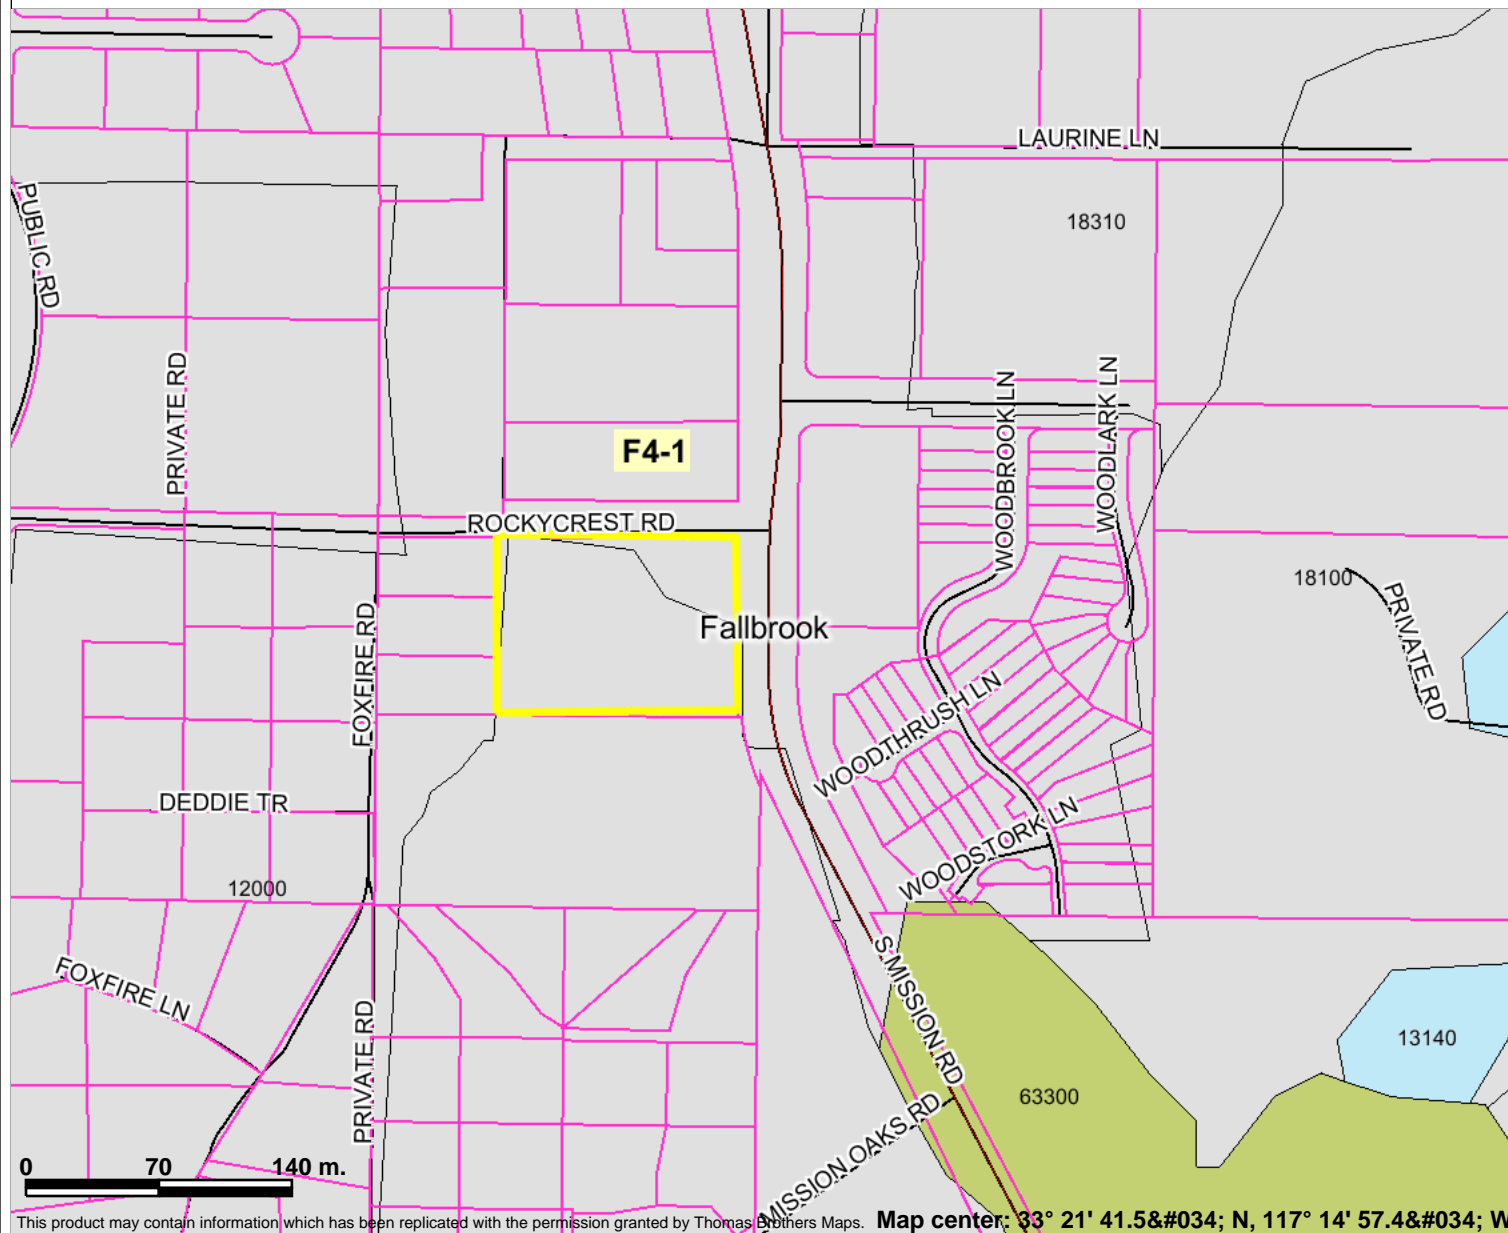 LAURINE LN
PUBLIC RD
18310
PRIVATE RD
WOODBROOK LN
WOODLARK LN
F4-1
ROCKYCREST RD
18100
PRIVATE RD
FOXFIRE RD
Fallbrook
WOODTHRUSH LN
DEDDIE TR
WOODSTORK LN
12000
FOXFIRE LN
S MISSION RD
PRIVATE RD
13140
63300
MISSION OAKS RD
0 70 140 m.
This product may contain information which has been replicated with the permission granted by Thomas Brothers Maps. Map center: 33° 21' 41.5&#034; N, 117° 14' 57.4&#034; W